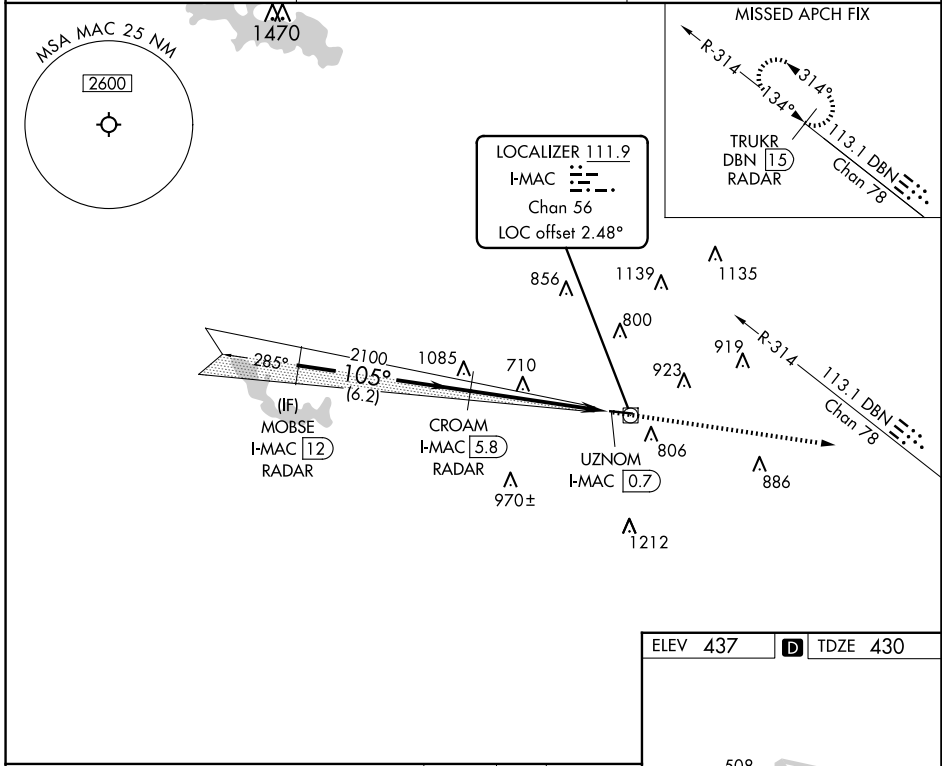 1470
MSA MAC 25 NM
2600
MISSED APCH FIX
R-314
314°
134°
113.1 DBN
Chan 78
TRUKR
DBN 15
RADAR
LOCALIZER 111.9
I-MAC
Chan 56
LOC offset 2.48°
856
1139
1135
800
919
923
R-314
113.1 DBN
Chan 78
285°
2100
105°
(6.2)
1085
710
(IF)
MOBSE
I-MAC 12
RADAR
CROAM
I-MAC 5.8
RADAR
UZNOM
I-MAC 0.7
806
886
970±
1212
ELEV 437
D
TDZE 430
508